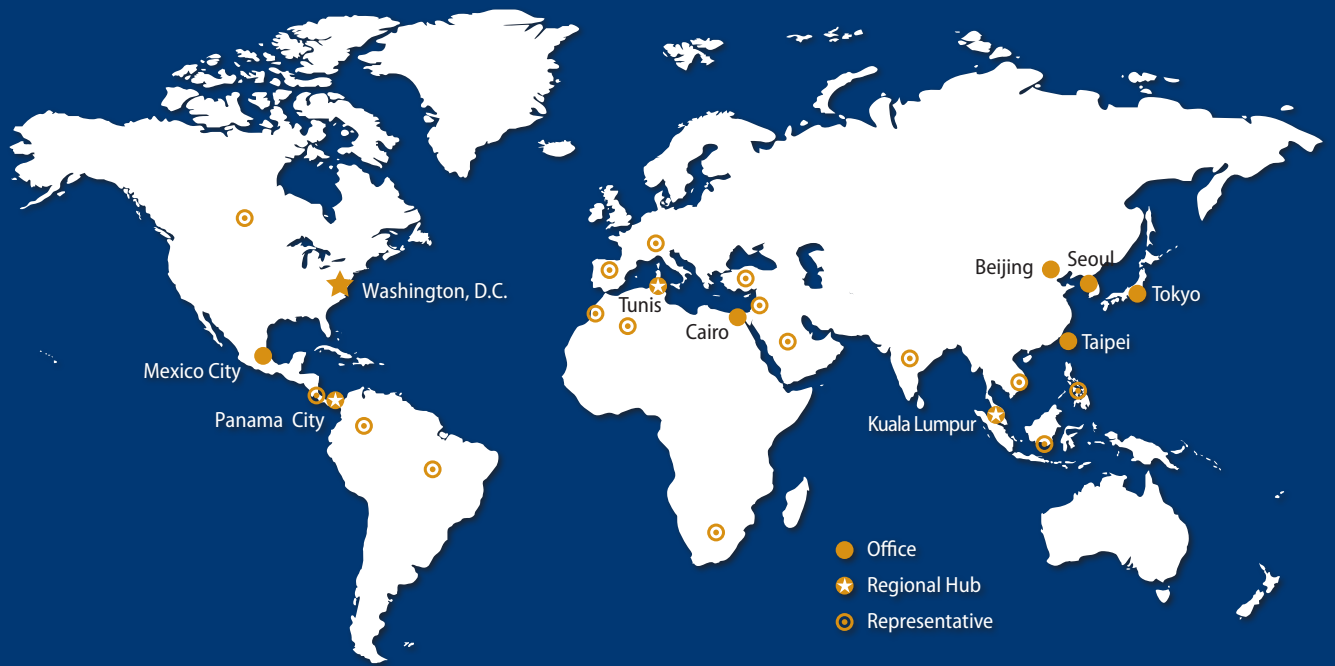 Washington, D.C.
Mexico City
Panama City
Tunis
Cairo
Beijing
Seoul
Tokyo
Taipei
Kuala Lumpur
Office
Regional Hub
Representative